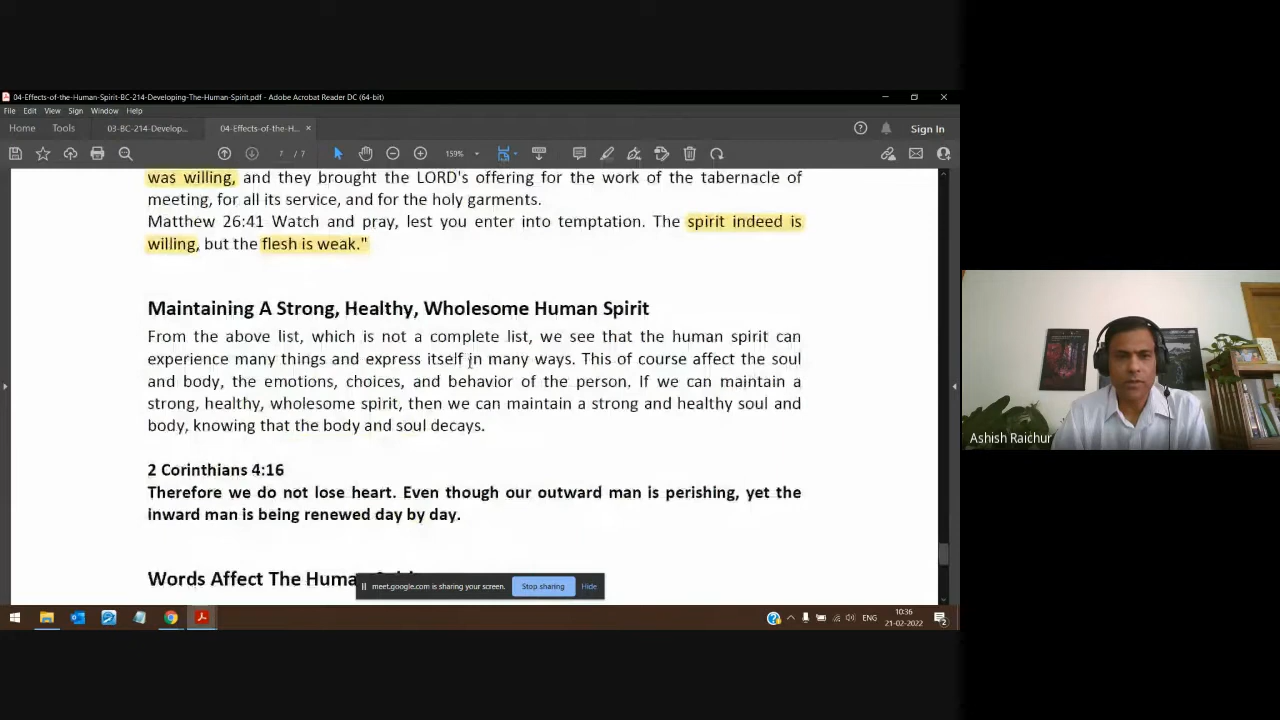 04-Effects-of-the-Human-Spirit-BC-214-Developing-The-Human-Spirit.pdf - Adobe Acrobat Reader DC (64-bit)
File Edit View Sign Window Help
Home Tools 03-BC-214-Develop... 04-Effects-of-the-H... × Sign In
7 / 7 159%
was willing, and they brought the LORD's offering for the work of the tabernacle of
meeting, for all its service, and for the holy garments.
Matthew 26:41 Watch and pray, lest you enter into temptation. The spirit indeed is
willing, but the flesh is weak."
Maintaining A Strong, Healthy, Wholesome Human Spirit
From the above list, which is not a complete list, we see that the human spirit can
experience many things and express itself in many ways. This of course affect the soul
and body, the emotions, choices, and behavior of the person. If we can maintain a
strong, healthy, wholesome spirit, then we can maintain a strong and healthy soul and
body, knowing that the body and soul decays.
2 Corinthians 4:16
Therefore we do not lose heart. Even though our outward man is perishing, yet the
inward man is being renewed day by day.
Words Affect The Huma
meet.google.com is sharing your screen. Stop sharing Hide
ENG
10:36
21-02-2022
Ashish Raichur